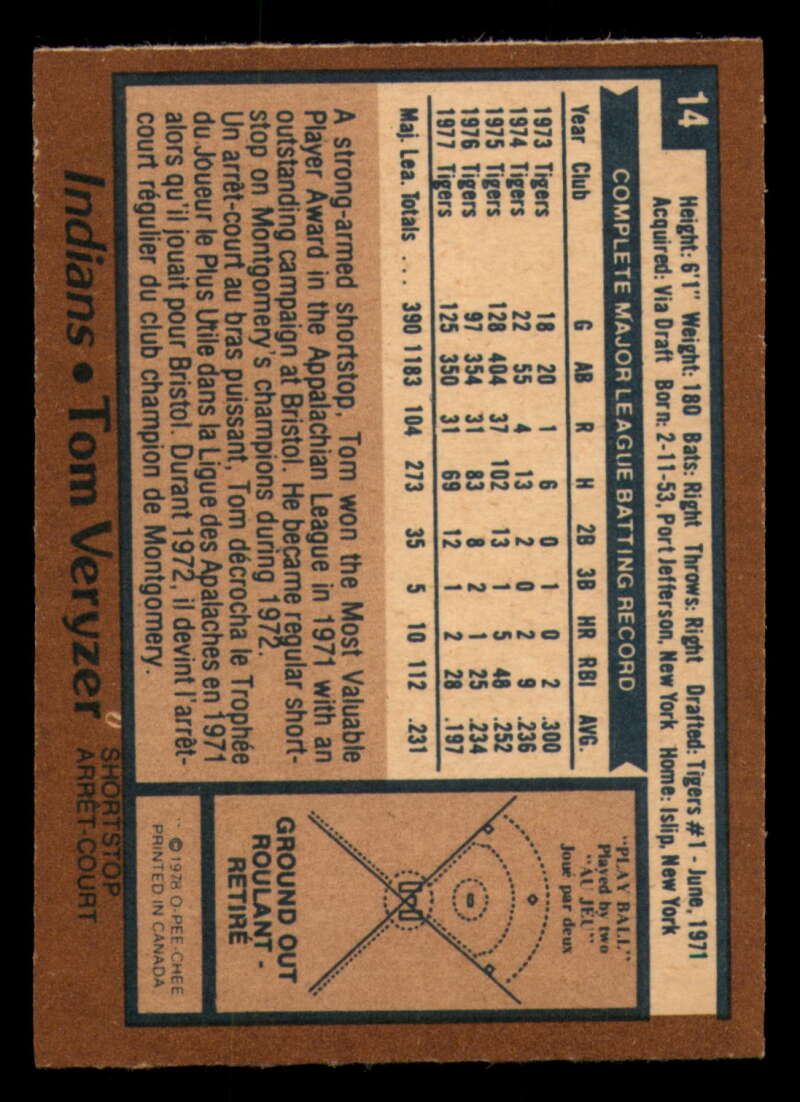 14
Height: 6'1" Weight: 180 Bats: Right Throws: Right Drafted: Tigers #1 - June, 1971
Acquired: Via Draft Born: 2-11-53, Port Jefferson, New York Home: Islip, New York
COMPLETE MAJOR LEAGUE BATTING RECORD
Year Club G AB R H 2B 3B HR RBI AVG.
1973 Tigers 18 20 1 6 0 1 0 2 .300
1974 Tigers 22 55 4 13 2 0 2 9 .236
1975 Tigers 128 404 37 102 13 1 5 48 .252
1976 Tigers 97 354 31 83 8 2 1 25 .234
1977 Tigers 125 350 31 69 12 1 2 28 .197
Maj. Lea. Totals ... 390 1183 104 273 35 5 10 112 .231
A strong-armed shortstop, Tom won the Most Valuable
Player Award in the Appalachian League in 1971 with an
outstanding campaign at Bristol. He became regular short-
stop on Montgomery's champions during 1972.
Un arrêt-court au bras puissant, Tom décrocha le Trophée
du Joueur le Plus Utile dans la Ligue des Apalaches en 1971
alors qu'il jouait pour Bristol. Durant 1972, il devint l'arrêt-
court régulier du club champion de Montgomery.
"PLAY BALL"
Played by two
"AU JEU"
Joué par deux
GROUND OUT
ROULANT -
RETIRÉ
© 1978 O-PEE-CHEE
PRINTED IN CANADA
Indians • Tom Veryzer
SHORTSTOP
ARRÊT-COURT